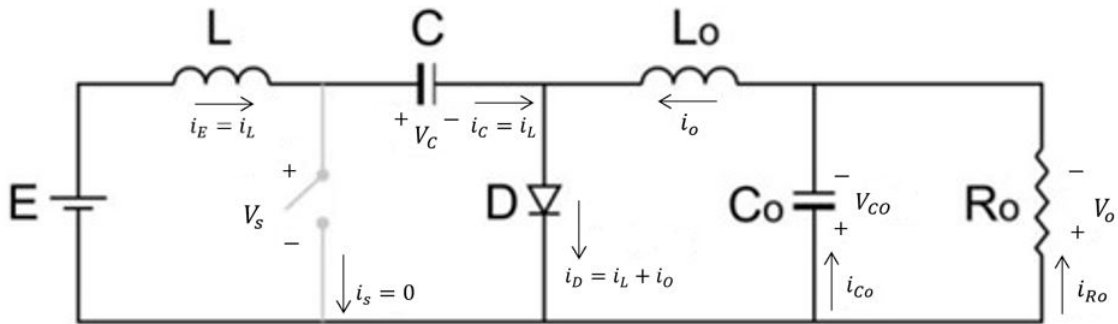 L
C
Lo
i_E = i_L
+ V_C −
i_C = i_L
i_o
E
+
V_s
−
i_s = 0
D
i_D = i_L + i_O
Co
−
V_CO
+
i_Co
Ro
−
V_o
+
i_Ro